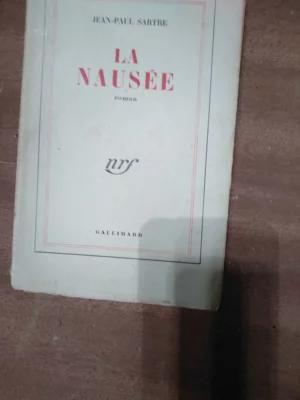 JEAN-PAUL SARTRE
LA
NAUSÉE
roman
nrf
GALLIMARD